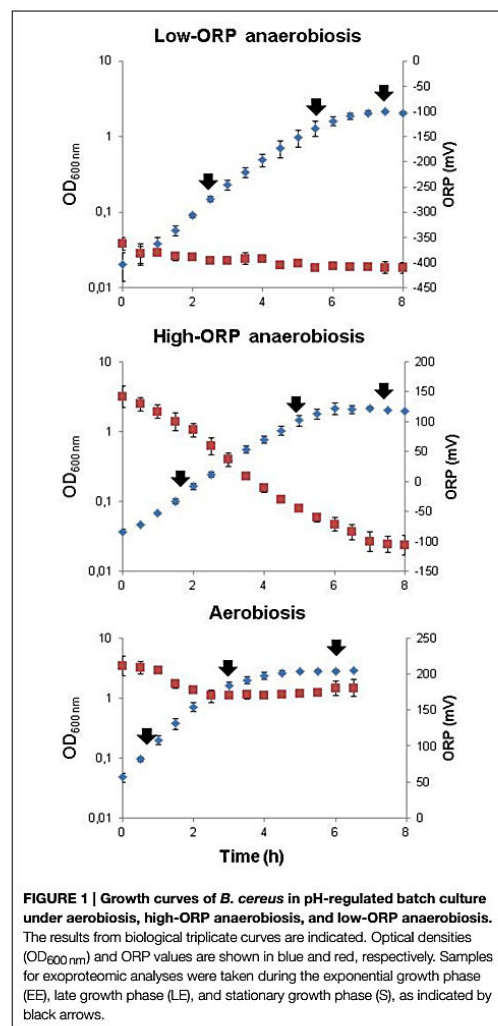 Low-ORP anaerobiosis
10
1
0,1
0,01
OD600 nm
0
-50
-100
-150
-200
-250
-300
-350
-400
-450
ORP (mV)
0 2 4 6 8
High-ORP anaerobiosis
10
1
0,1
0,01
OD600 nm
200
150
100
50
0
-50
-100
-150
ORP (mV)
0 2 4 6 8
Aerobiosis
10
1
0,1
0,01
OD600 nm
250
200
150
100
50
0
ORP (mV)
0 2 4 6 8
Time (h)
FIGURE 1 | Growth curves of B. cereus in pH-regulated batch culture
under aerobiosis, high-ORP anaerobiosis, and low-ORP anaerobiosis.
The results from biological triplicate curves are indicated. Optical densities
(OD600 nm) and ORP values are shown in blue and red, respectively. Samples
for exoproteomic analyses were taken during the exponential growth phase
(EE), late growth phase (LE), and stationary growth phase (S), as indicated by
black arrows.